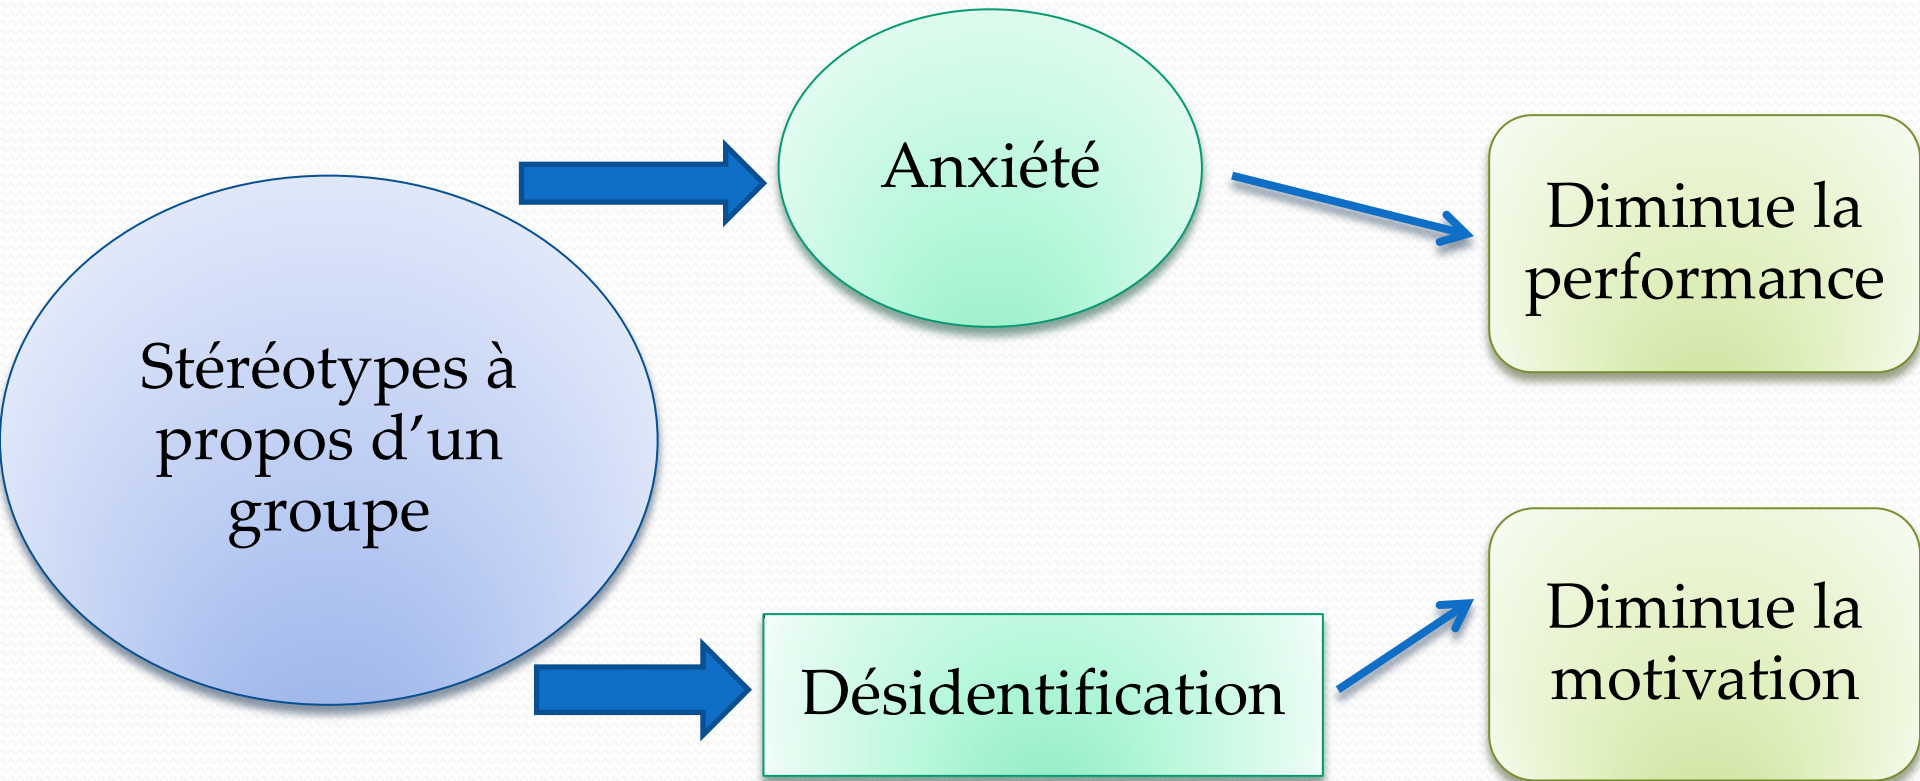 Anxiété
Diminue la
performance
Stéréotypes à
propos d’un
groupe
Désidentification
Diminue la
motivation